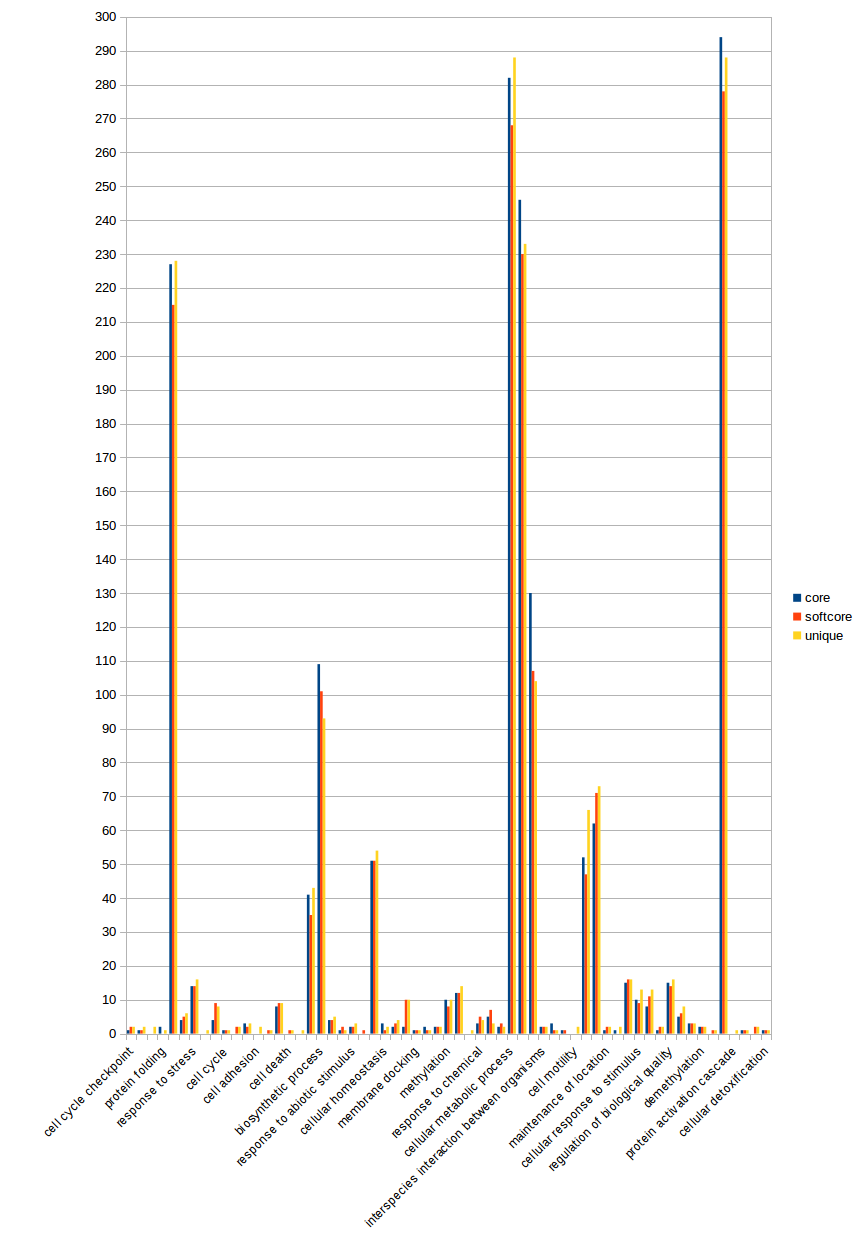 300
290
280
270
260
250
240
230
220
210
200
190
180
170
160
150
140
130
120
110
100
90
80
70
60
50
40
30
20
10
0
core
softcore
unique
cell cycle checkpoint
protein folding
response to stress
cell cycle
cell adhesion
cell death
biosynthetic process
response to abiotic stimulus
cellular homeostasis
membrane docking
methylation
response to chemical
cellular metabolic process
interspecies interaction between organisms
cell motility
maintenance of location
cellular response to stimulus
regulation of biological quality
demethylation
protein activation cascade
cellular detoxification